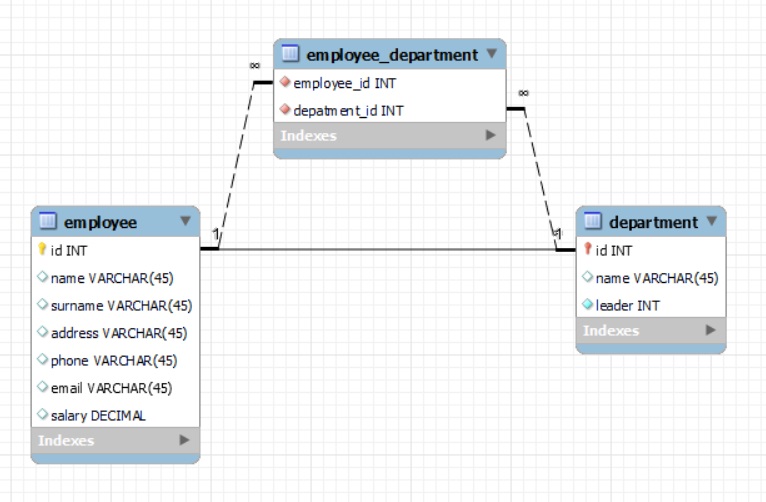 employee_department
∞
employee_id INT
∞
depatment_id INT
Indexes
employee
1
1
department
id INT
name VARCHAR(45)
surname VARCHAR(45)
address VARCHAR(45)
phone VARCHAR(45)
email VARCHAR(45)
salary DECIMAL
Indexes
id INT
name VARCHAR(45)
leader INT
Indexes